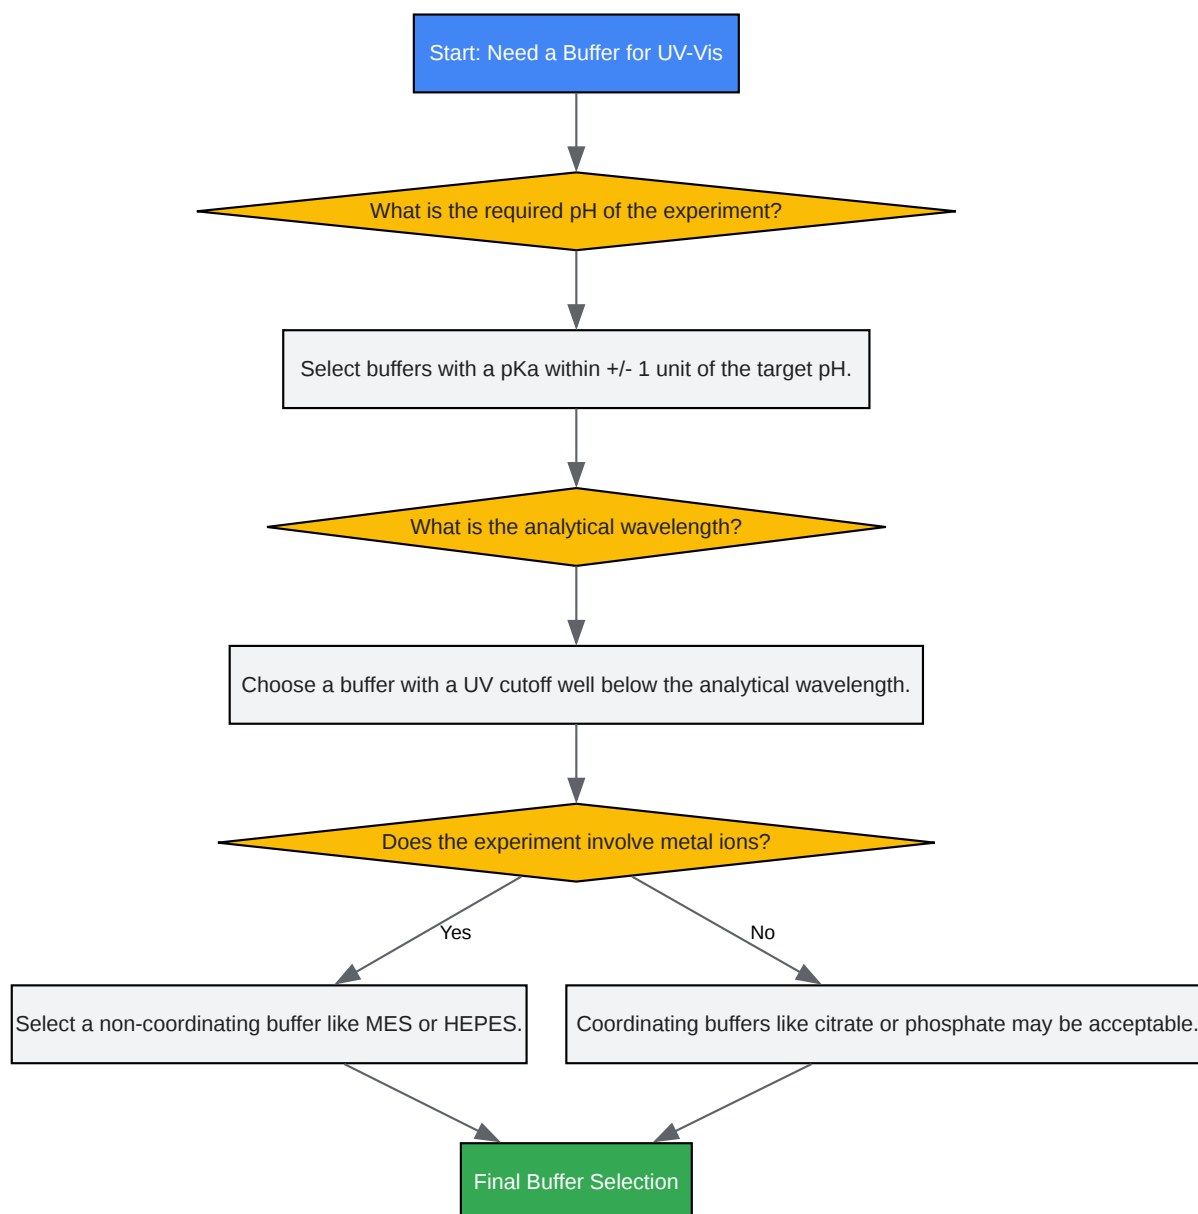 Start: Need a Buffer for UV-Vis
What is the required pH of the experiment?
Select buffers with a pKa within +/- 1 unit of the target pH.
What is the analytical wavelength?
Choose a buffer with a UV cutoff well below the analytical wavelength.
Does the experiment involve metal ions?
Yes
No
Select a non-coordinating buffer like MES or HEPES.
Coordinating buffers like citrate or phosphate may be acceptable.
Final Buffer Selection